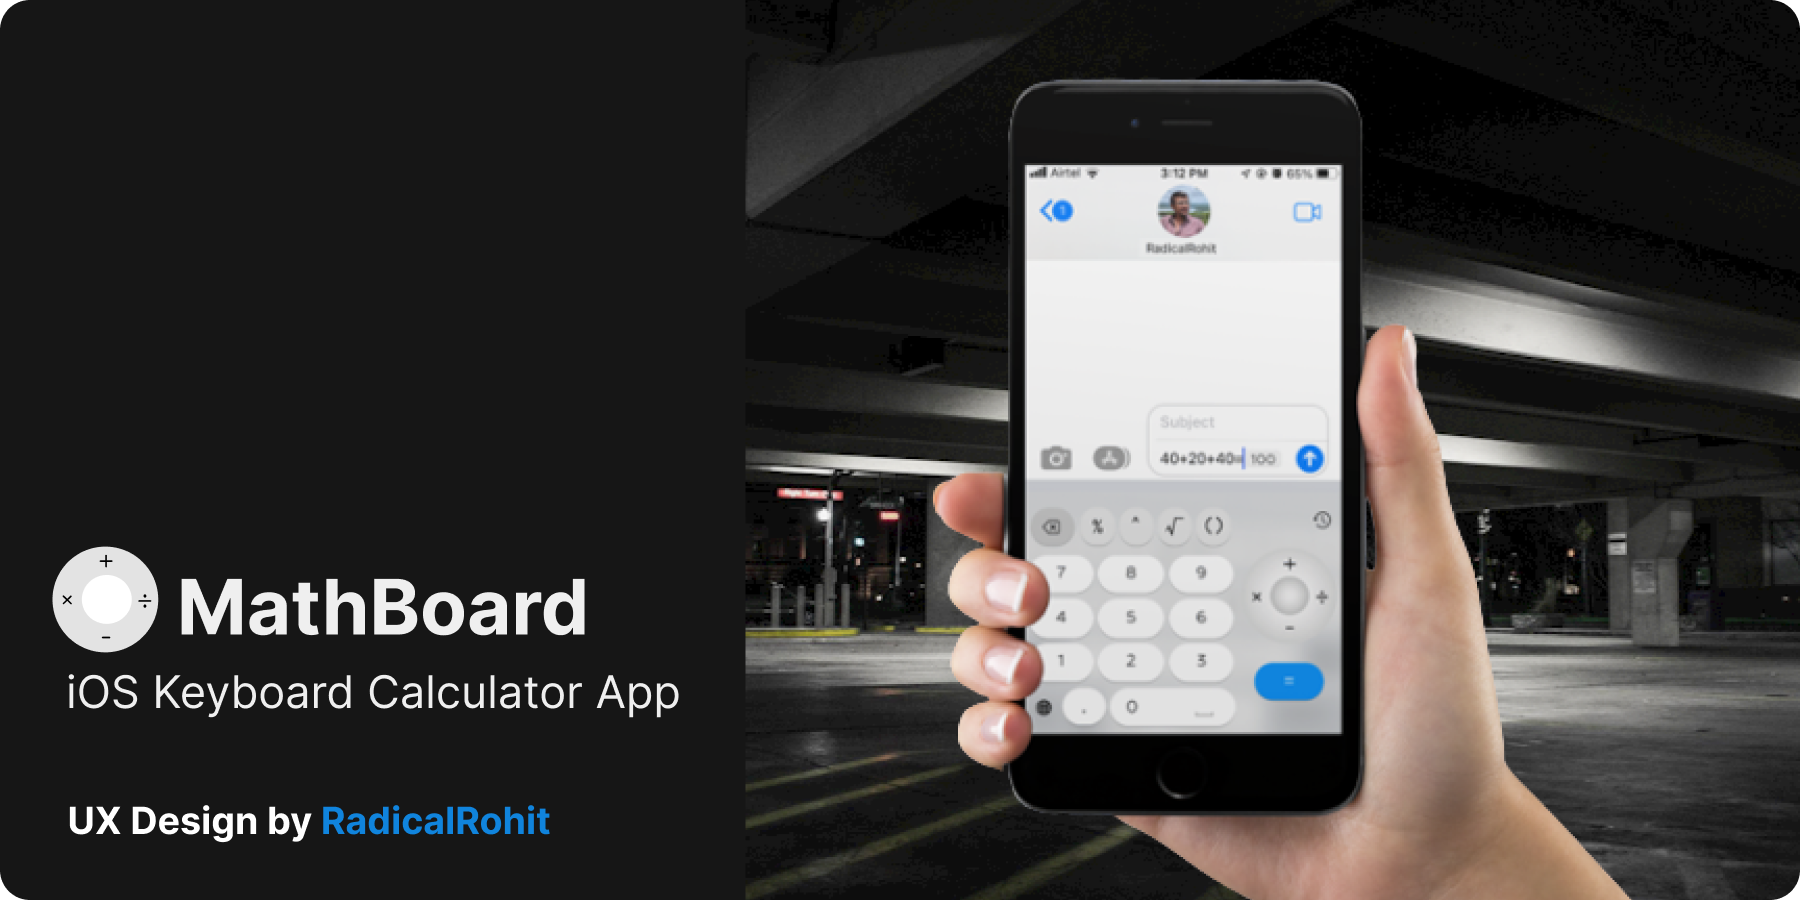 +
× ÷
-
MathBoard
iOS Keyboard Calculator App
UX Design by RadicalRohit
Airtel 3:12 PM 65%
1
RadicalRohit
Subject
40+20+40= 100
% ^ √ ()
7 8 9
+
4 5 6
× ÷
-
1 2 3
=
. 0